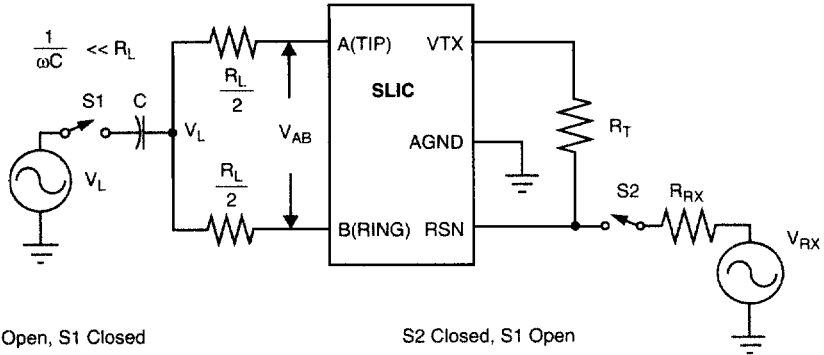 1
ωC
<< R_L
R_L
2
A(TIP)
VTX
SLIC
S1
C
V_L
V_AB
AGND
R_T
V_L
R_L
2
S2
R_RX
B(RING)
RSN
V_RX
Open, S1 Closed
S2 Closed, S1 Open